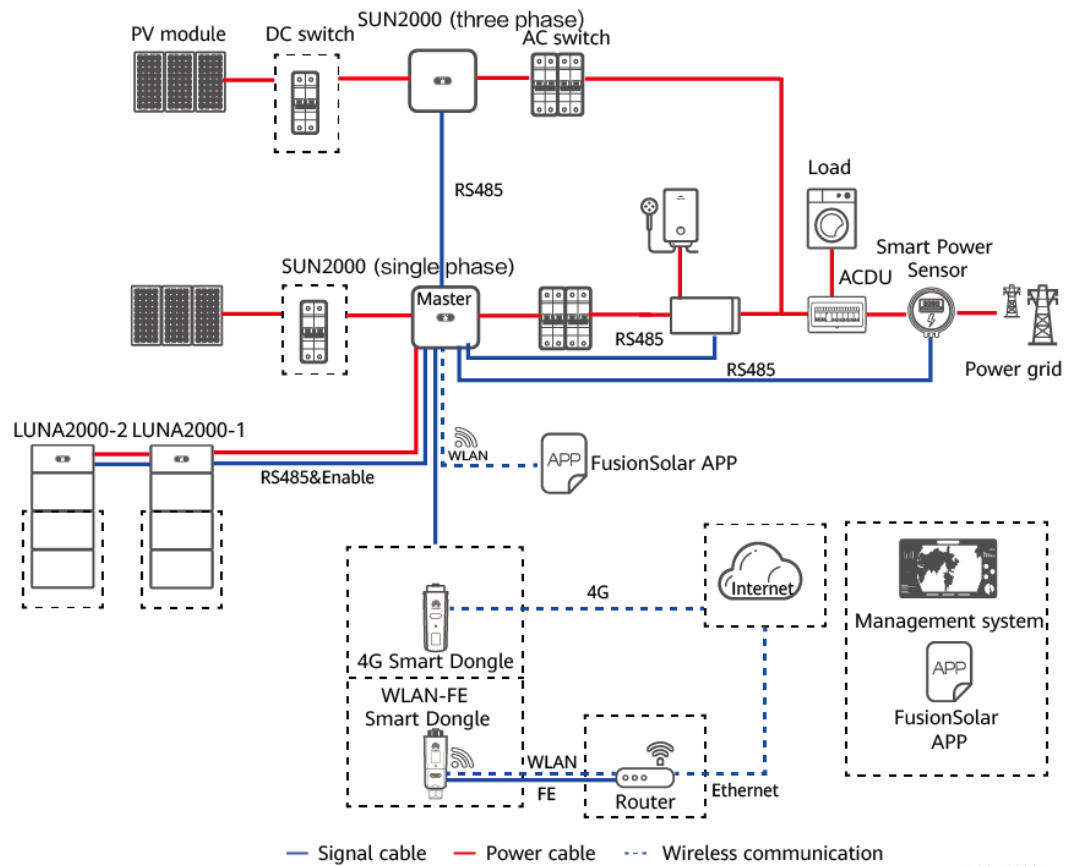 SUN2000 (three phase)
PV module
DC switch
AC switch
RS485
Load
Smart Power
Sensor
SUN2000 (single phase)
ACDU
Master
RS485
RS485
Power grid
LUNA2000-2
LUNA2000-1
WLAN
APP
FusionSolar APP
RS485&Enable
4G
Internet
Management system
4G Smart Dongle
APP
WLAN-FE
Smart Dongle
FusionSolar
APP
WLAN
FE
Router
Ethernet
Signal cable
Power cable
Wireless communication